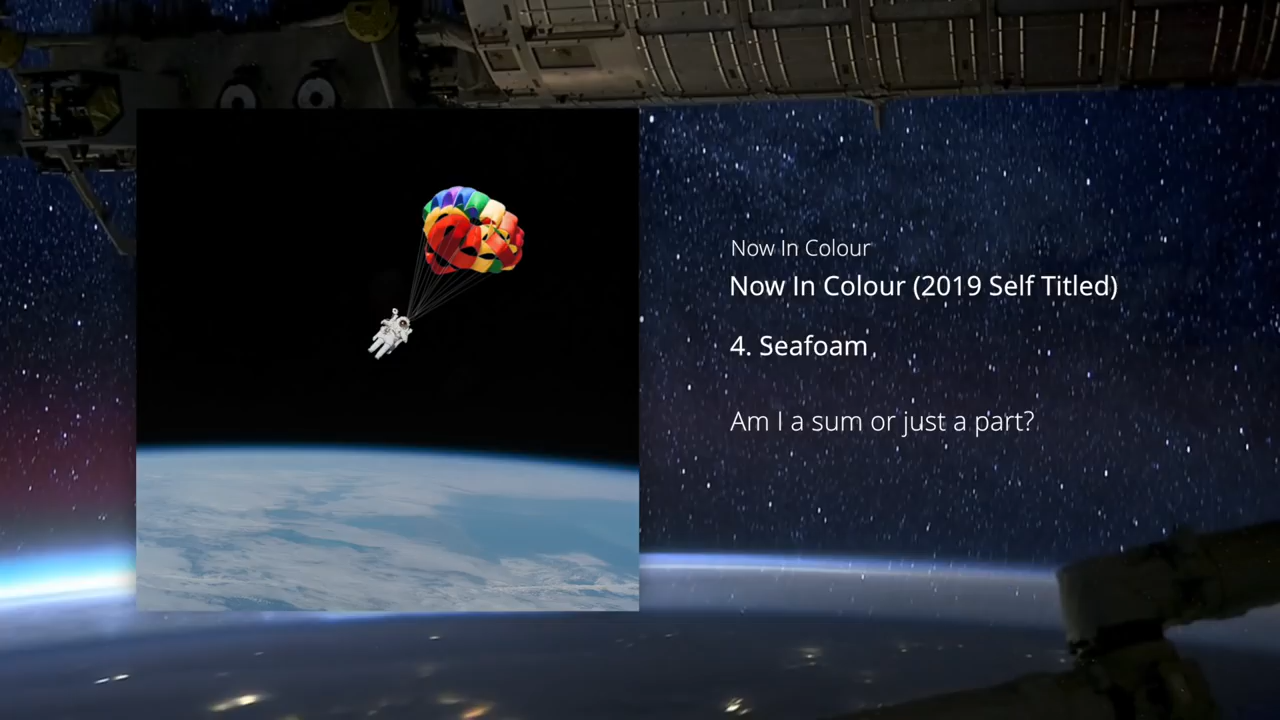 Now In Colour
Now In Colour (2019 Self Titled)
4. Seafoam
Am I a sum or just a part?